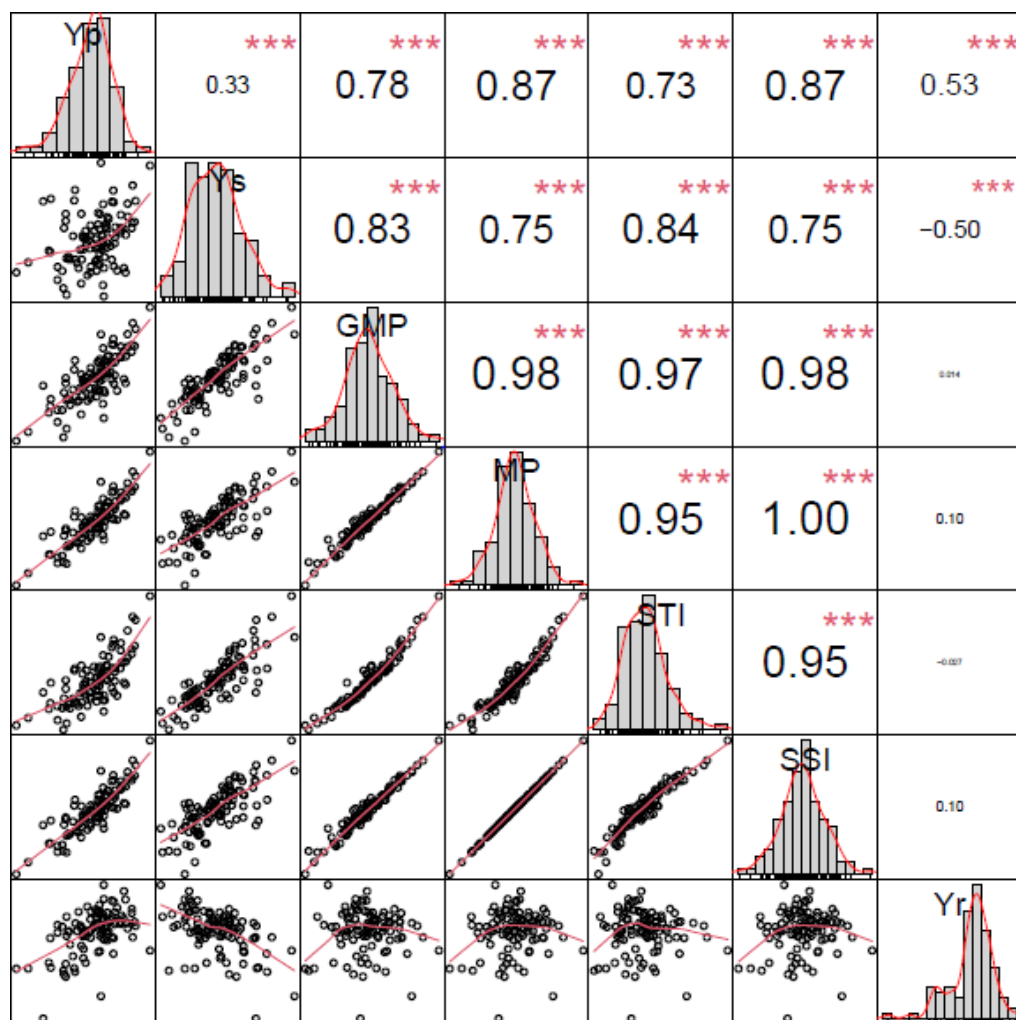 Yp *** *** *** *** *** ***
0.33 0.78 0.87 0.73 0.87 0.53
Ys *** *** *** *** ***
0.83 0.75 0.84 0.75 −0.50
GMP *** *** ***
0.98 0.97 0.98 0.014
MP *** ***
0.95 1.00 0.10
STI ***
0.95 −0.027
SSI
0.10
Yr